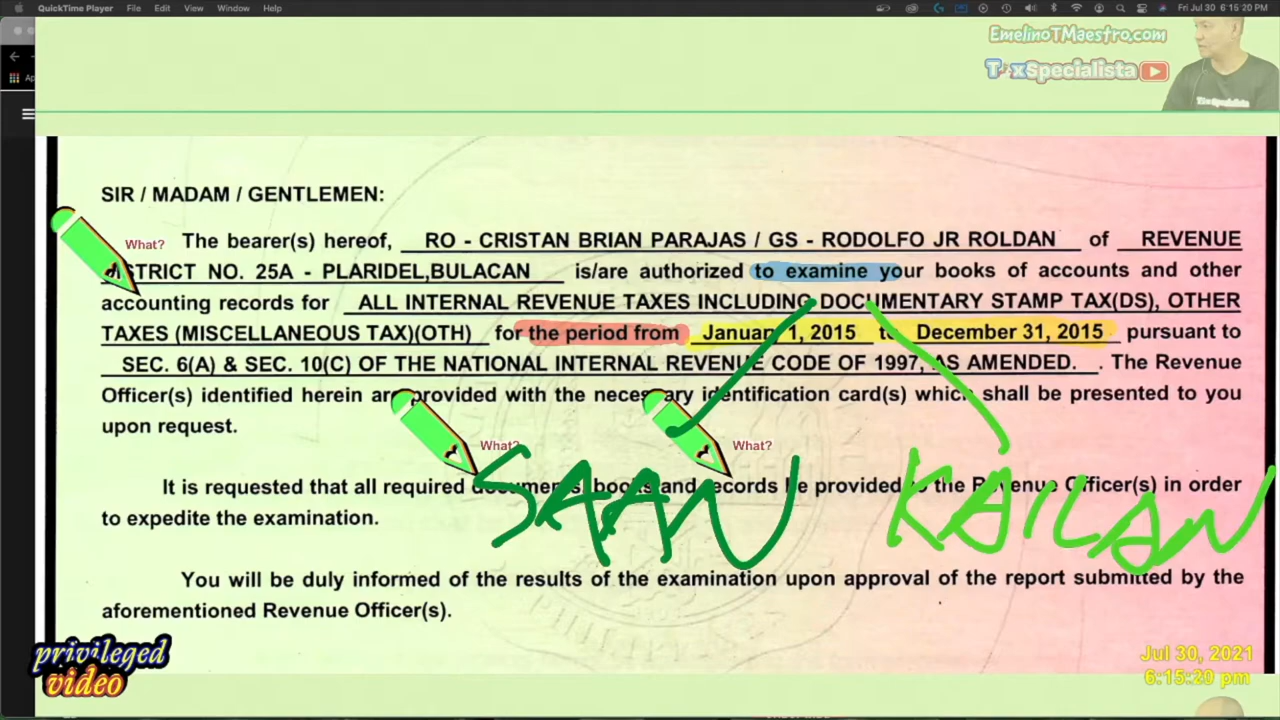 QuickTime Player File Edit View Window Help
Fri Jul 30 6:15:20 PM
EmelinoTMaestro.com
TaxSpecialista
SIR / MADAM / GENTLEMEN:
What?
The bearer(s) hereof, RO - CRISTAN BRIAN PARAJAS / GS - RODOLFO JR ROLDAN of REVENUE
DISTRICT NO. 25A - PLARIDEL,BULACAN is/are authorized to examine your books of accounts and other
accounting records for ALL INTERNAL REVENUE TAXES INCLUDING DOCUMENTARY STAMP TAX(DS), OTHER
TAXES (MISCELLANEOUS TAX)(OTH) for the period from January 1, 2015 to December 31, 2015 pursuant to
SEC. 6(A) & SEC. 10(C) OF THE NATIONAL INTERNAL REVENUE CODE OF 1997, AS AMENDED. . The Revenue
Officer(s) identified herein are provided with the necessary identification card(s) which shall be presented to you
upon request.
What?
What?
SAAN
KAILAN
It is requested that all required documents, books and records be provided to the Revenue Officer(s) in order
to expedite the examination.
You will be duly informed of the results of the examination upon approval of the report submitted by the
aforementioned Revenue Officer(s).
privileged
video
Jul 30, 2021
6:15:20 pm